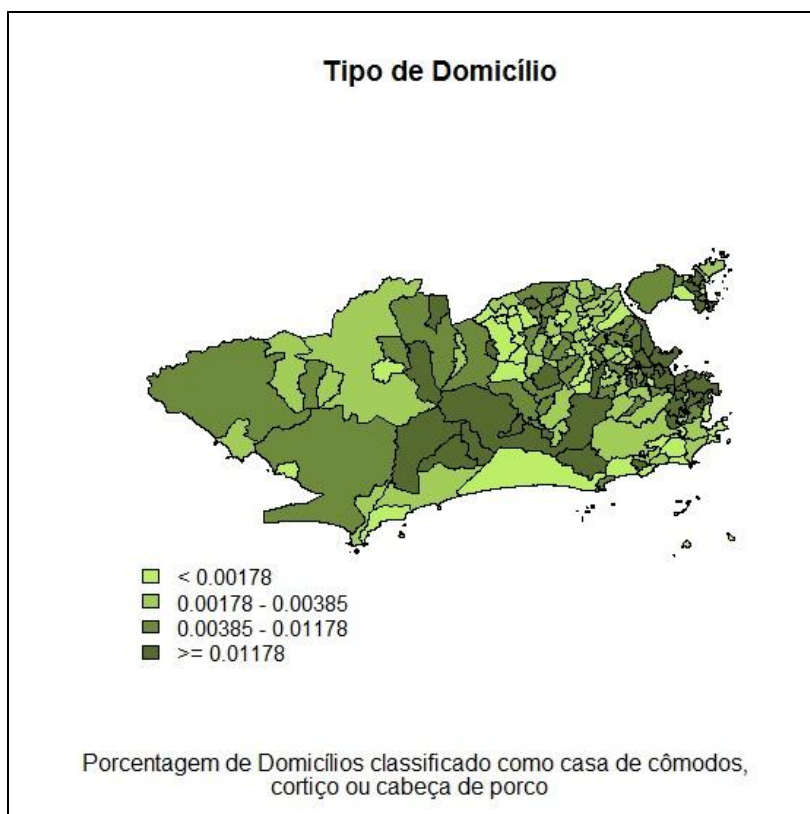 Tipo de Domicílio
< 0.00178
0.00178 - 0.00385
0.00385 - 0.01178
>= 0.01178
Porcentagem de Domicílios classificado como casa de cômodos,
cortiço ou cabeça de porco